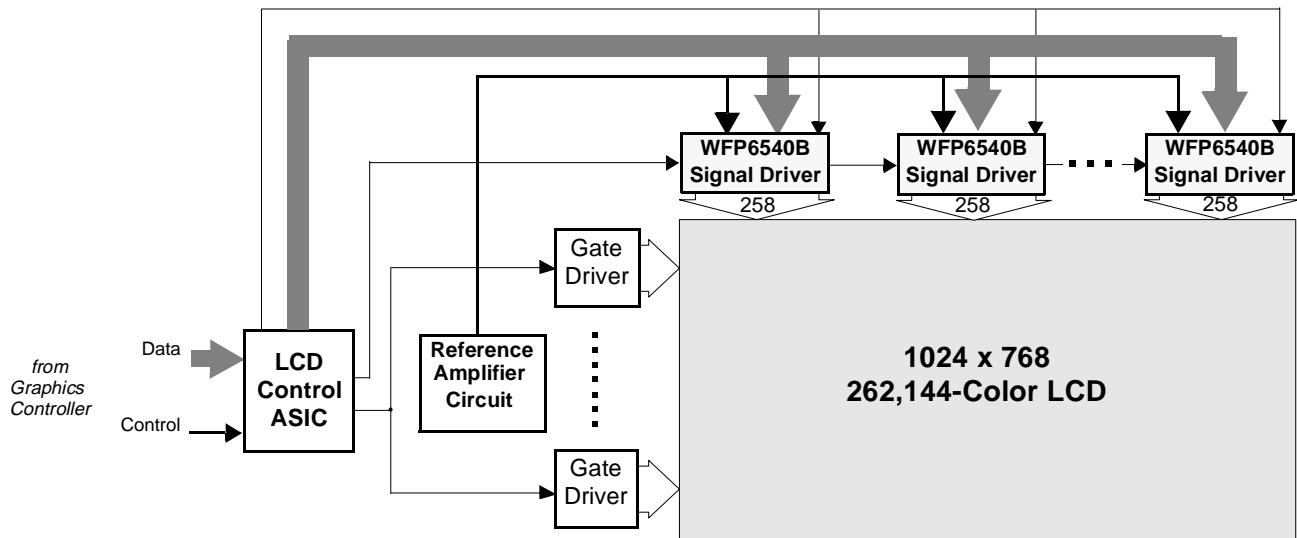 WFP6540B
Signal Driver
WFP6540B
Signal Driver
WFP6540B
Signal Driver
258
258
258
Gate
Driver
from
Graphics
Controller
Data
Control
LCD
Control
ASIC
Reference
Amplifier
Circuit
1024 x 768
262,144-Color LCD
Gate
Driver